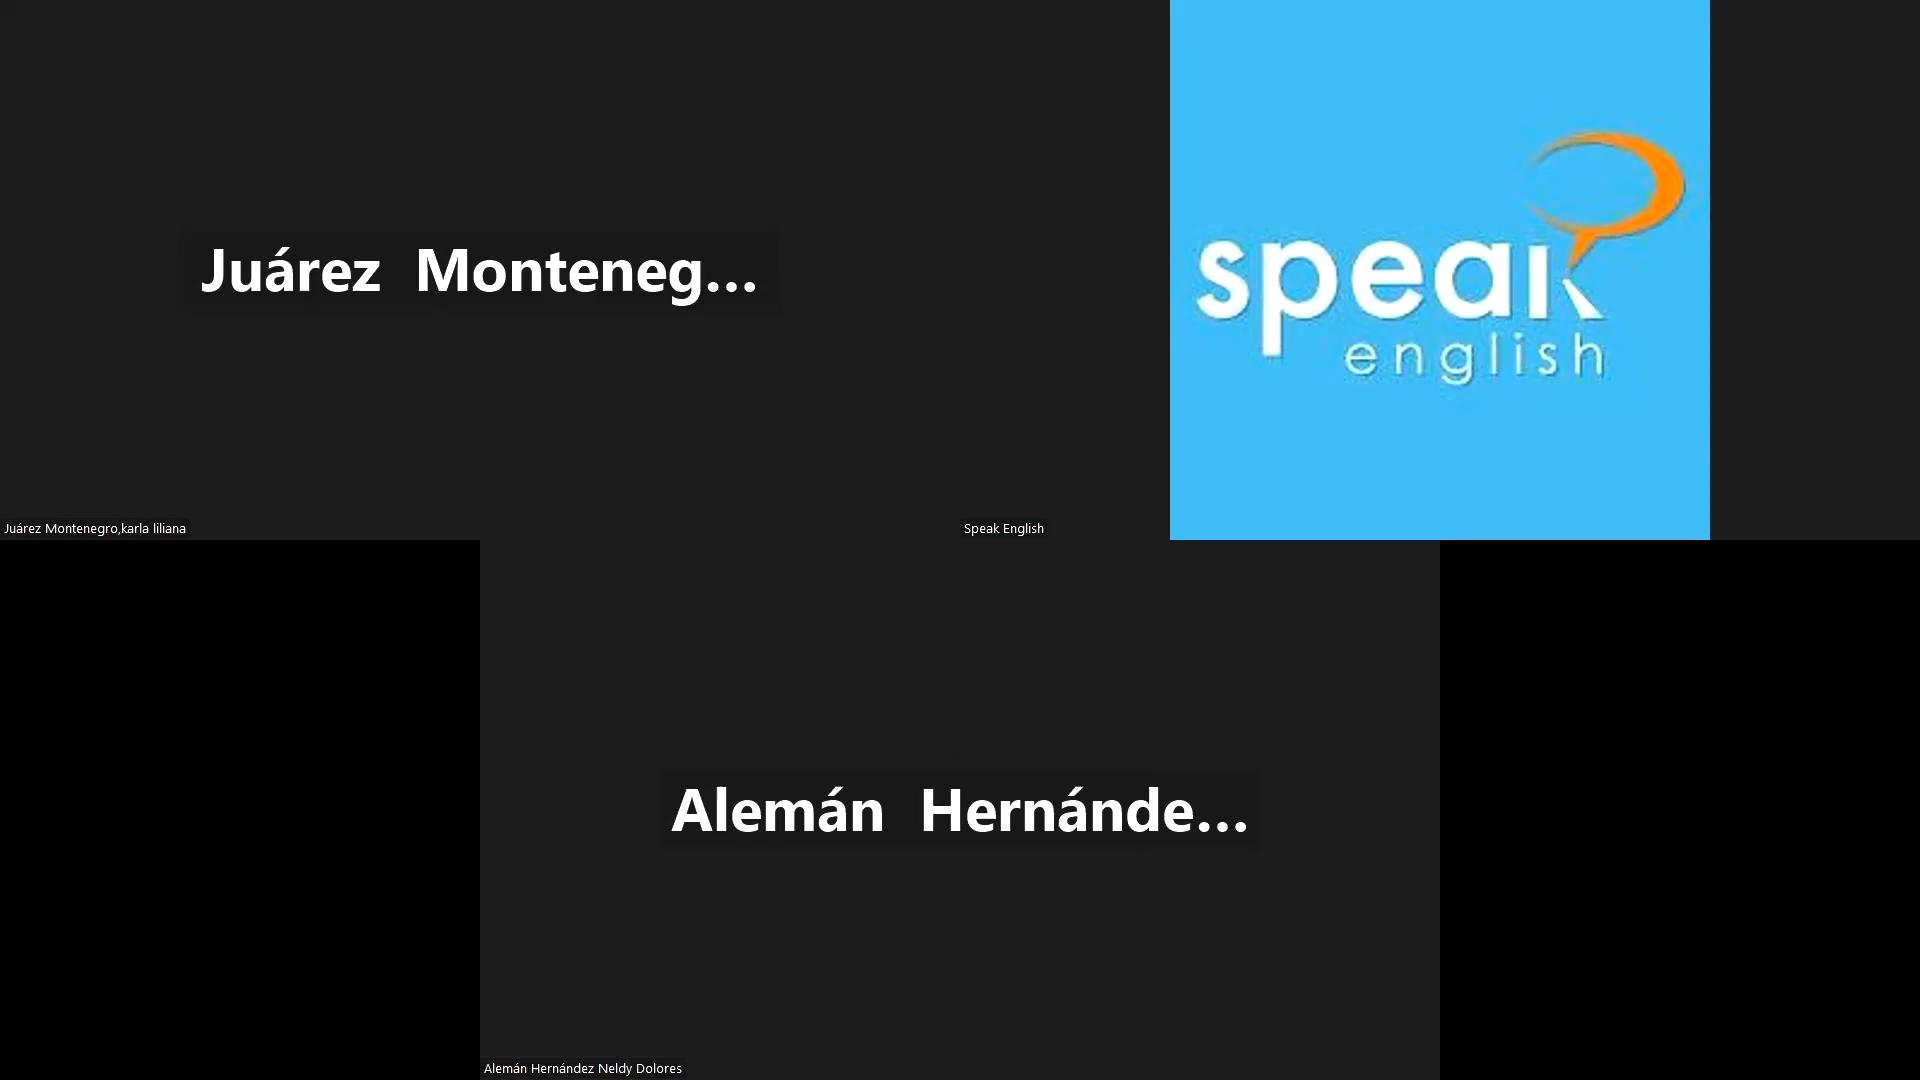 Juárez Monteneg...
speak
english
Juárez Montenegro,karla liliana
Speak English
Alemán Hernánde...
Alemán Hernández Neldy Dolores